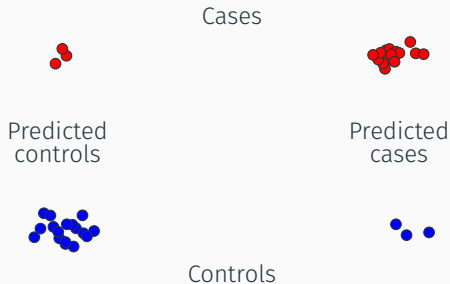 Cases
Predicted
controls
Predicted
cases
Controls